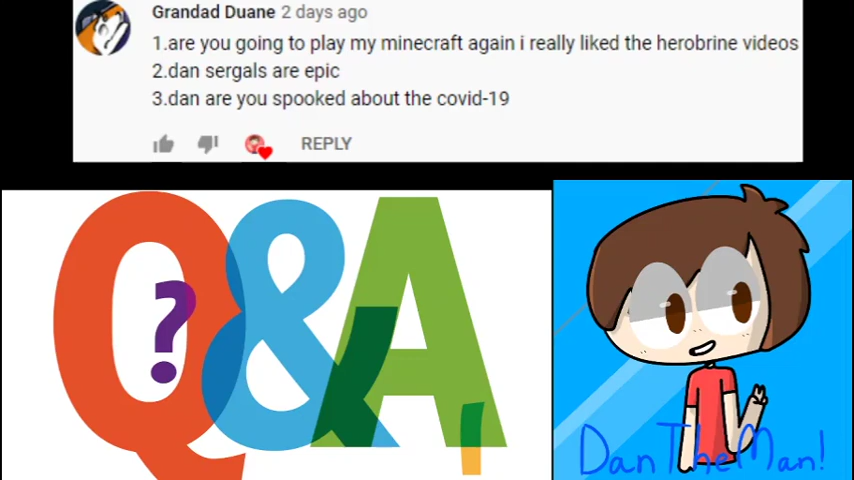 Grandad Duane 2 days ago
1.are you going to play my minecraft again i really liked the herobrine videos
2.dan sergals are epic
3.dan are you spooked about the covid-19
REPLY
Q&A
?
DanTheMan!